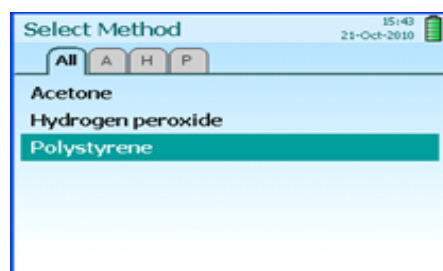 Select Method
15:43
21-Oct-2010
All A H P
Acetone
Hydrogen peroxide
Polystyrene